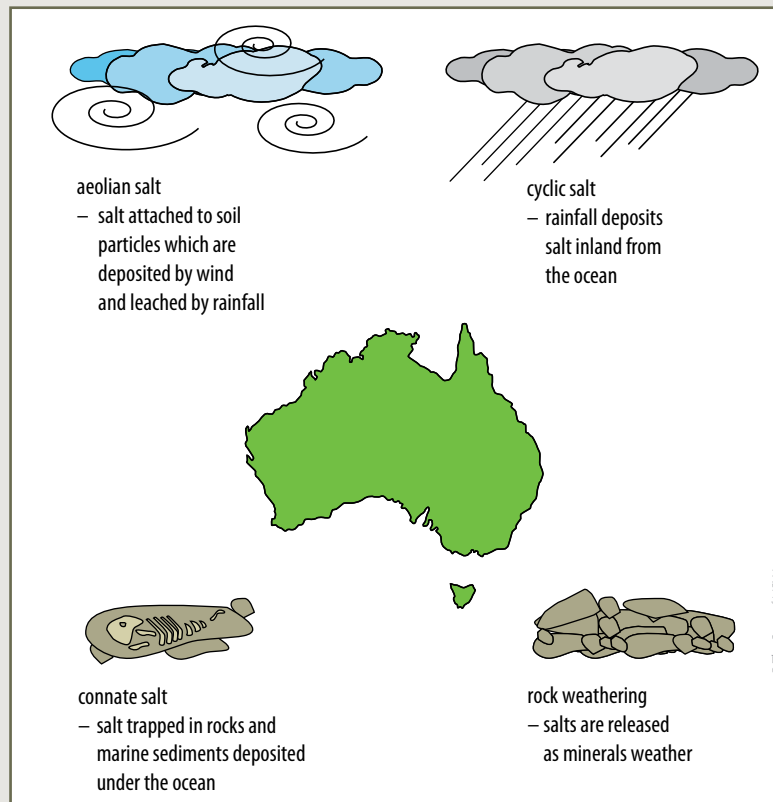 aeolian salt
– salt attached to soil
particles which are
deposited by wind
and leached by rainfall
cyclic salt
– rainfall deposits
salt inland from
the ocean
connate salt
– salt trapped in rocks and
marine sediments deposited
under the ocean
rock weathering
– salts are released
as minerals weather